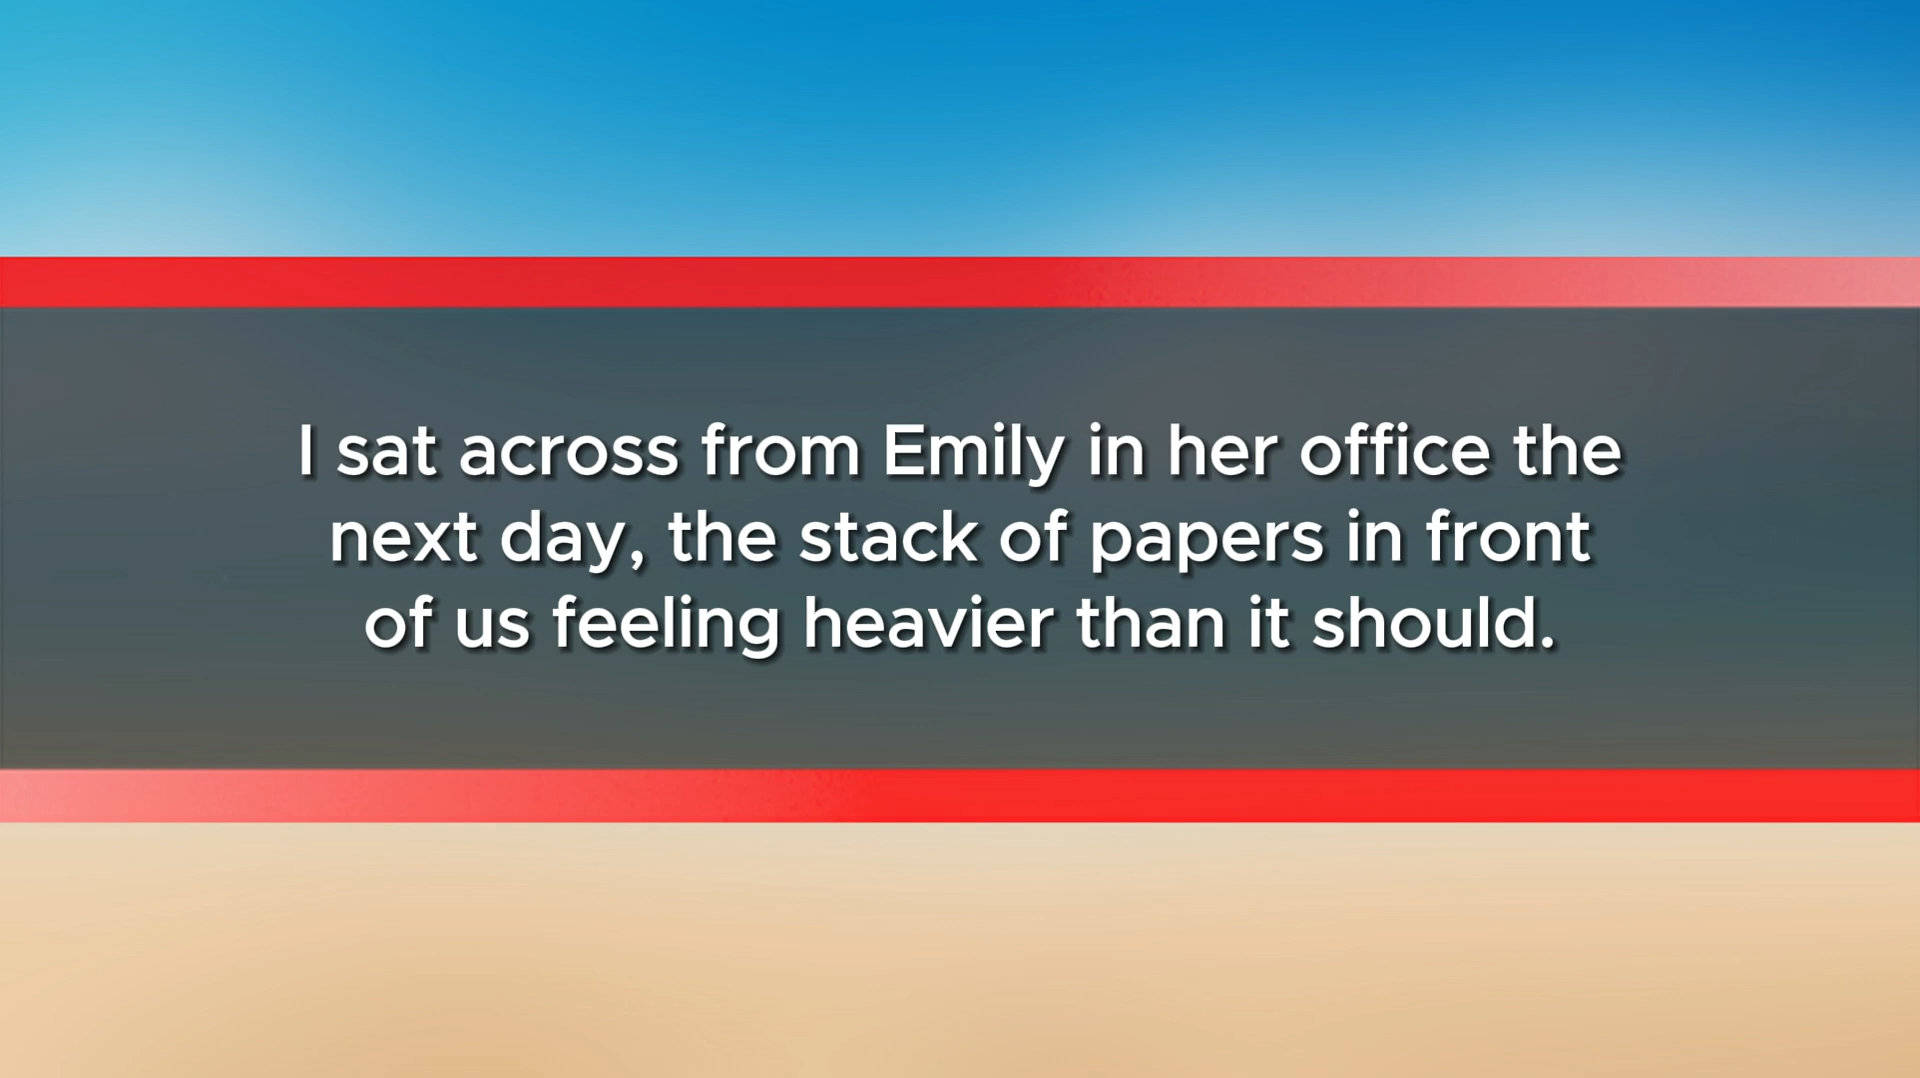 I sat across from Emily in her office the
next day, the stack of papers in front
of us feeling heavier than it should.